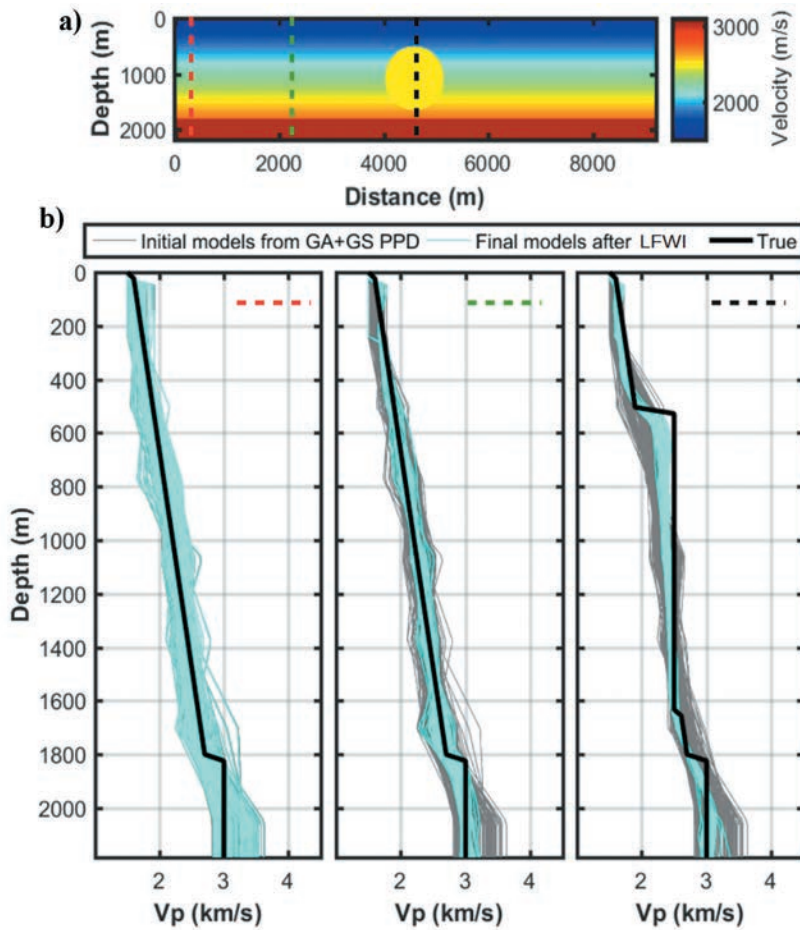 a)
Depth (m)
0
1000
2000
0 2000 4000 6000 8000
Distance (m)
3000
2000
Velocity (m/s)
b)
Initial models from GA+GS PPD Final models after LFWI True
Depth (m)
0
200
400
600
800
1000
1200
1400
1600
1800
2000
2 3 4 2 3 4 2 3 4
Vp (km/s) Vp (km/s) Vp (km/s)